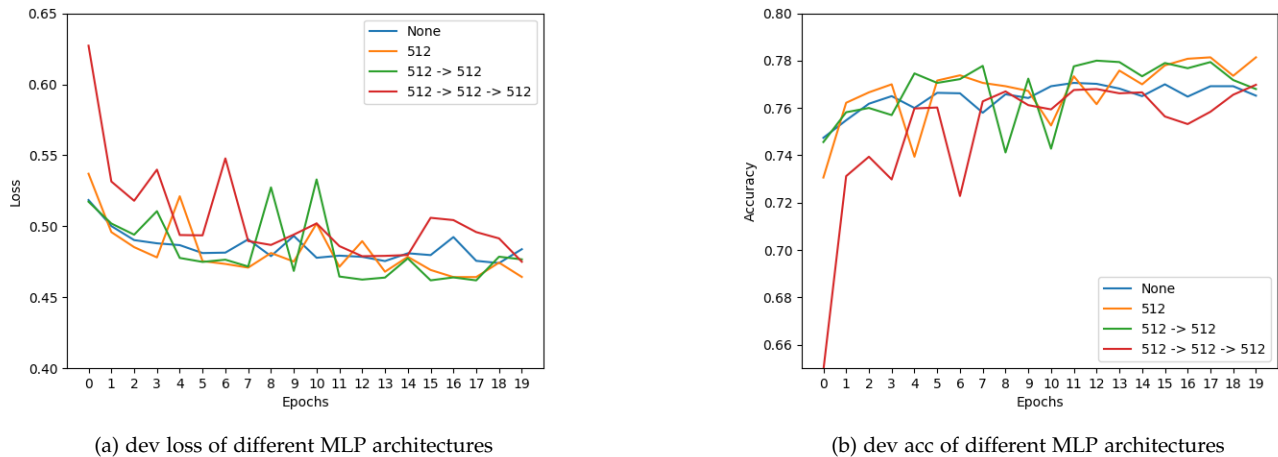 0.65
0.60
0.55
0.50
0.45
0.40
Loss
None
512
512 -> 512
512 -> 512 -> 512
0 1 2 3 4 5 6 7 8 9 10 11 12 13 14 15 16 17 18 19
Epochs
(a) dev loss of different MLP architectures
0.80
0.78
0.76
0.74
0.72
0.70
0.68
0.66
Accuracy
None
512
512 -> 512
512 -> 512 -> 512
0 1 2 3 4 5 6 7 8 9 10 11 12 13 14 15 16 17 18 19
Epochs
(b) dev acc of different MLP architectures